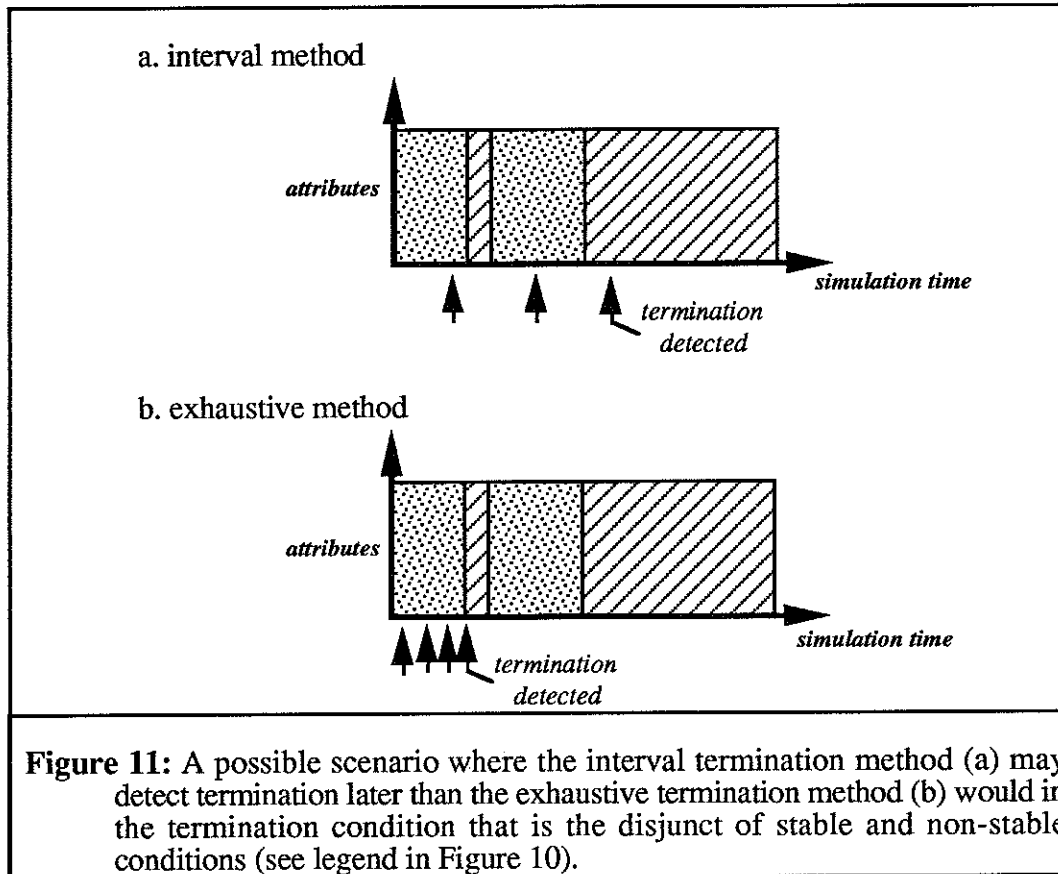 a. interval method
attributes
simulation time
termination
detected
b. exhaustive method
attributes
simulation time
termination
detected
Figure 11: A possible scenario where the interval termination method (a) may
detect termination later than the exhaustive termination method (b) would in
the termination condition that is the disjunct of stable and non-stable
conditions (see legend in Figure 10).